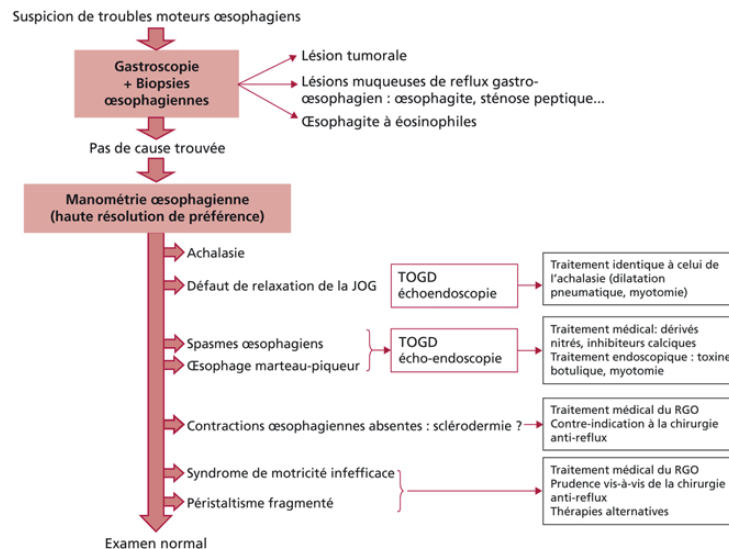 Suspicion de troubles moteurs œsophagiens
Gastroscopie
+ Biopsies
œsophagiennes
Lésion tumorale
Lésions muqueuses de reflux gastro-
œsophagien : œsophagite, sténose peptique...
Œsophagite à éosinophiles
Pas de cause trouvée
Manométrie œsophagienne
(haute résolution de préférence)
Achalasie
Défaut de relaxation de la JOG
TOGD
échoendoscopie
Traitement identique à celui de
l'achalasie (dilatation
pneumatique, myotomie)
Spasmes œsophagiens
Œsophage marteau-piqueur
TOGD
écho-endoscopie
Traitement médical: dérivés
nitrés, inhibiteurs calciques
Traitement endoscopique : toxine
botulique, myotomie
Contractions œsophagiennes absentes : sclérodermie ?
Traitement médical du RGO
Contre-indication à la chirurgie
anti-reflux
Syndrome de motricité infefficace
Péristaltisme fragmenté
Traitement médical du RGO
Prudence vis-à-vis de la chirurgie
anti-reflux
Thérapies alternatives
Examen normal